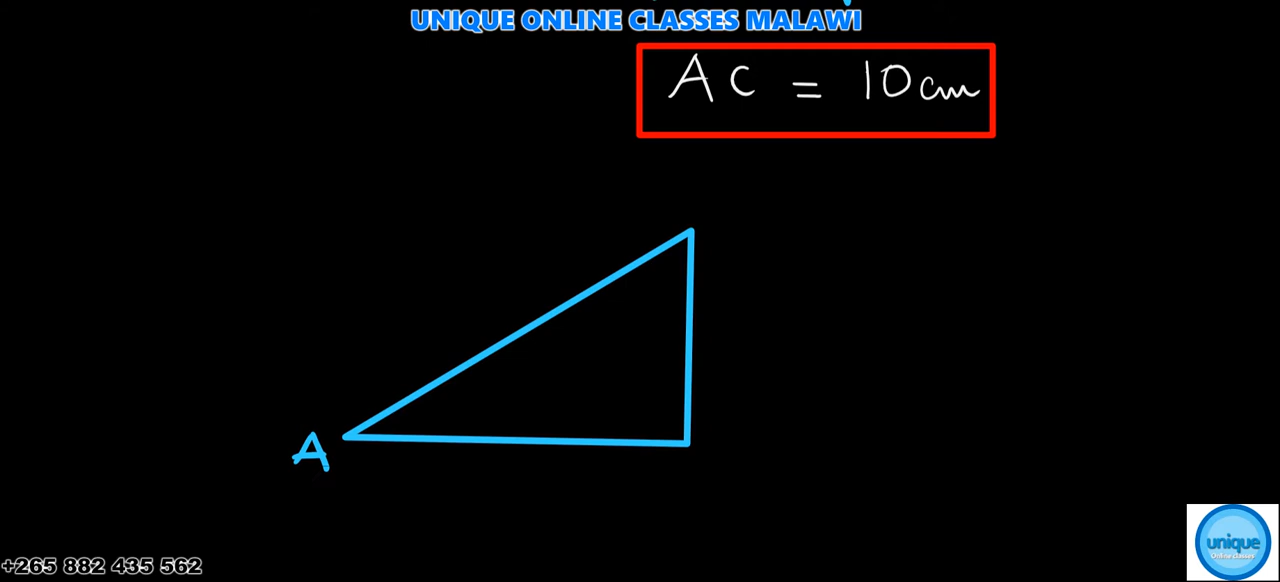 UNIQUE ONLINE CLASSES MALAWI
AC = 10cm
A
+265 882 435 562
unique
Online classes